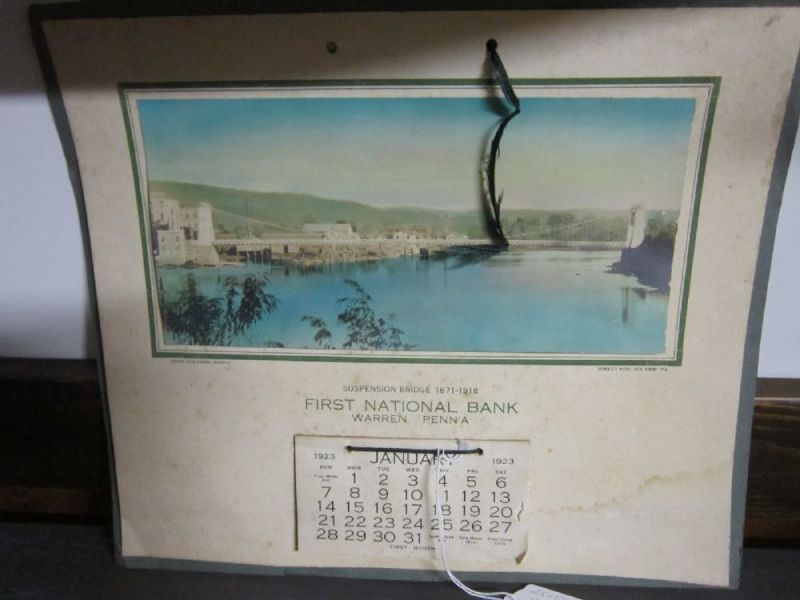 SUSPENSION BRIDGE 1871-1918
FIRST NATIONAL BANK
WARREN, PENN'A
1923 JANUARY 1923
SUN MON TUE WED THU FRI SAT
1 2 3 4 5 6
7 8 9 10 11 12 13
14 15 16 17 18 19 20
21 22 23 24 25 26 27
28 29 30 31
FIRST MONTH